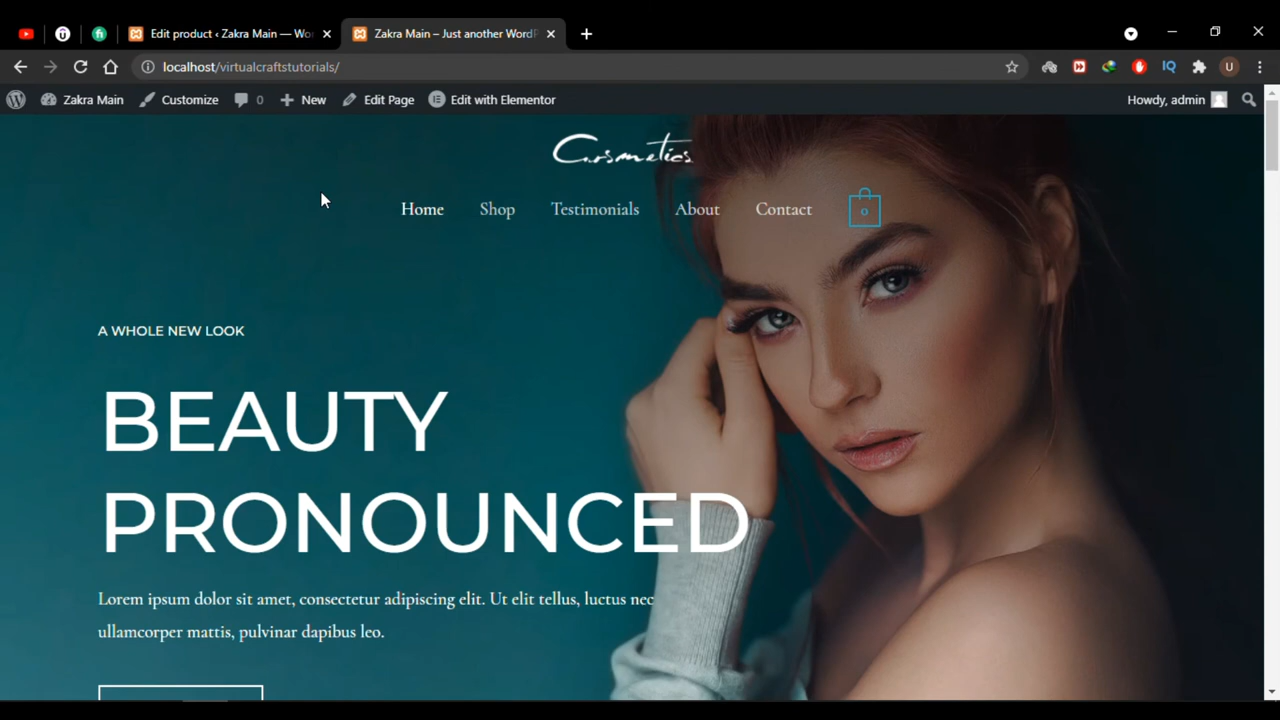 Edit product ‹ Zakra Main — Wo
Zakra Main – Just another WordP
localhost/virtualcraftstutorials/
IQ
U
Zakra Main
Customize
0
New
Edit Page
Edit with Elementor
Howdy, admin
Cosmetics
Home
Shop
Testimonials
About
Contact
0
A WHOLE NEW LOOK
BEAUTY
PRONOUNCED
Lorem ipsum dolor sit amet, consectetur adipiscing elit. Ut elit tellus, luctus nec
ullamcorper mattis, pulvinar dapibus leo.